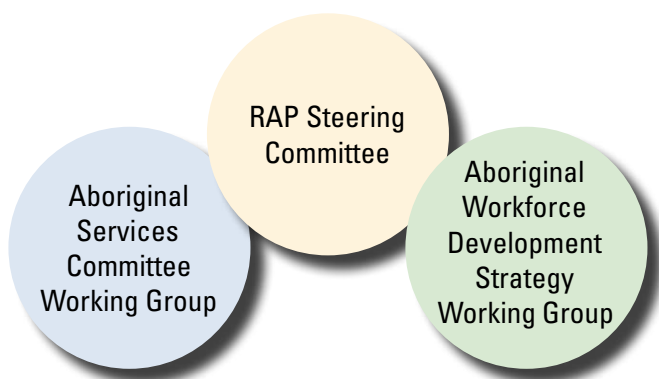 RAP Steering
Committee
Aboriginal
Services
Committee
Working Group
Aboriginal
Workforce
Development
Strategy
Working Group